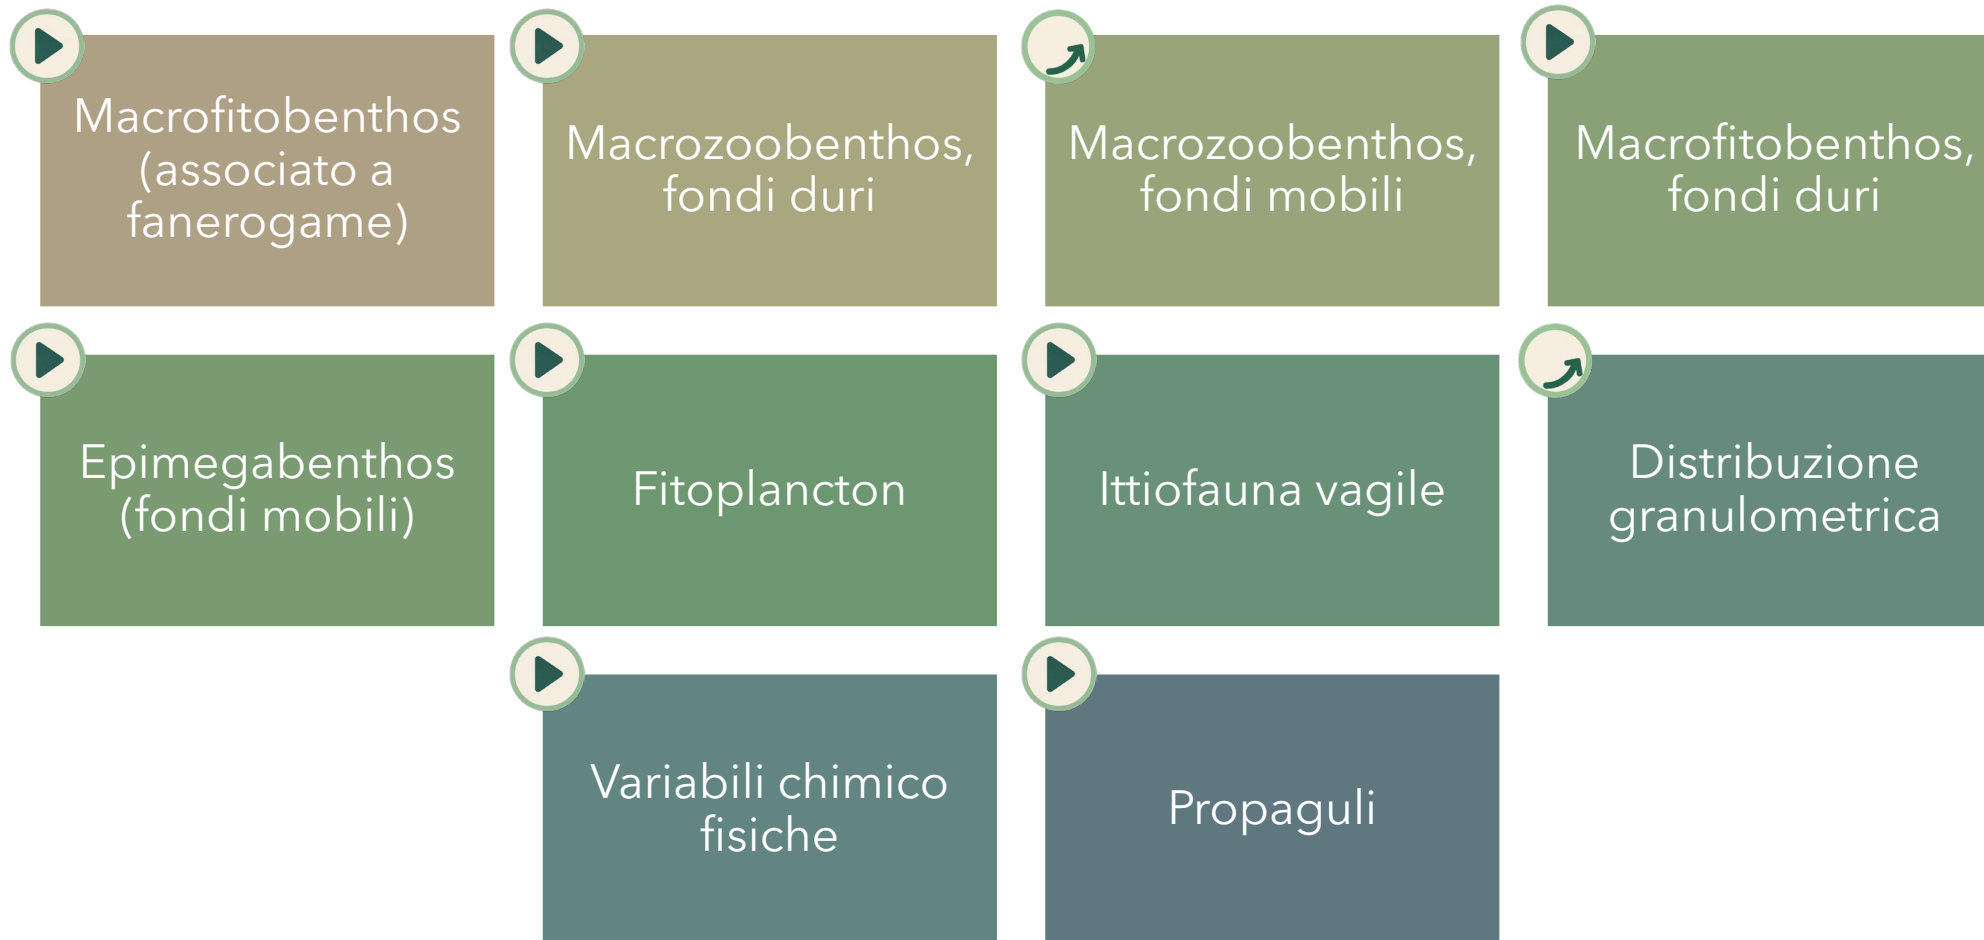 Macrofitobenthos
(associato a
fanerogame)
Macrozoobenthos,
fondi duri
Macrozoobenthos,
fondi mobili
Macrofitobenthos,
fondi duri
Epimegabenthos
(fondi mobili)
Fitoplancton
Ittiofauna vagile
Distribuzione
granulometrica
Variabili chimico
fisiche
Propaguli